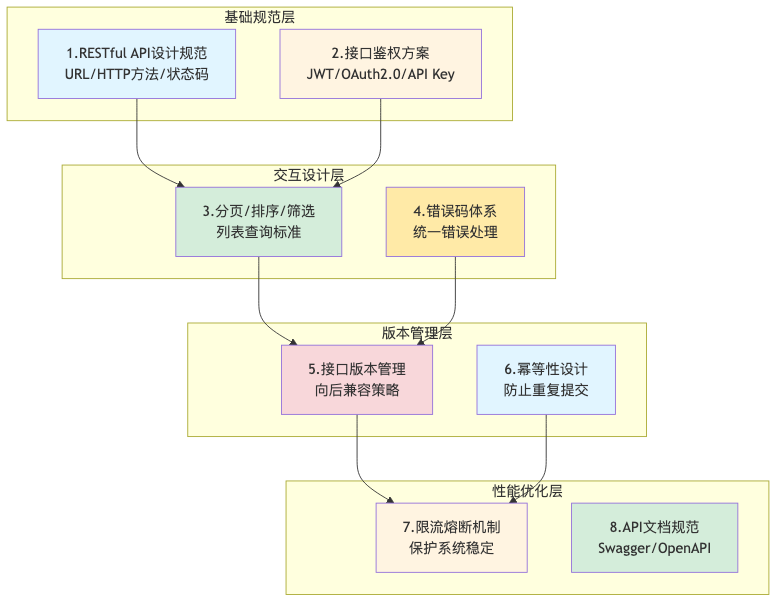 基础规范层
1.RESTful API设计规范
URL/HTTP方法/状态码
2.接口鉴权方案
JWT/OAuth2.0/API Key
交互设计层
3.分页/排序/筛选
列表查询标准
4.错误码体系
统一错误处理
版本管理层
5.接口版本管理
向后兼容策略
6.幂等性设计
防止重复提交
性能优化层
7.限流熔断机制
保护系统稳定
8.API文档规范
Swagger/OpenAPI